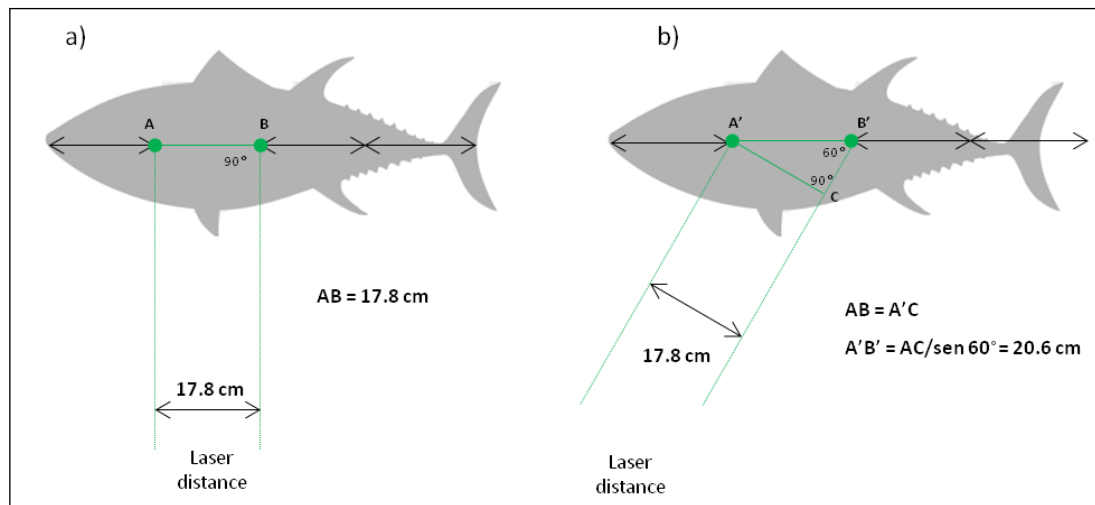 a)
A
B
90°
AB = 17.8 cm
17.8 cm
Laser
distance
b)
A'
B'
60°
90°
C
AB = A'C
A'B' = AC/sen 60° = 20.6 cm
17.8 cm
Laser
distance